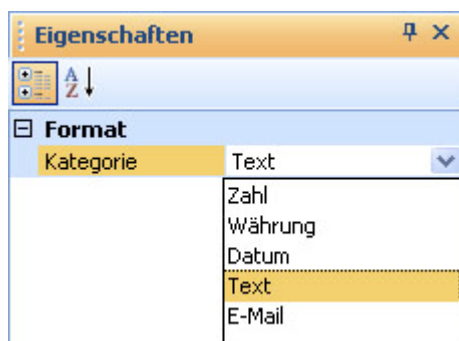 Eigenschaften
A
Z
Format
Kategorie Text
Zahl
Währung
Datum
Text
E-Mail